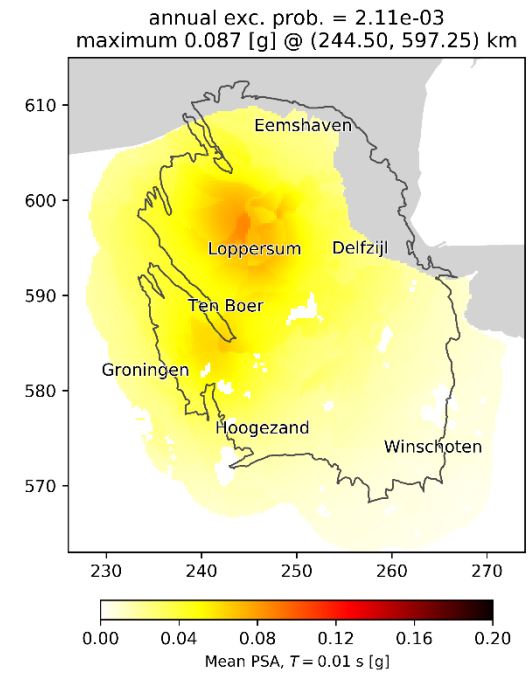 annual exc. prob. = 2.11e-03
maximum 0.087 [g] @ (244.50, 597.25) km
610
Eemshaven
600
Loppersum
Delfzijl
590
Ten Boer
Groningen
580
Hoogezand
Winschoten
570
230
240
250
260
270
0.00
0.04
0.08
0.12
0.16
0.20
Mean PSA, T = 0.01 s [g]